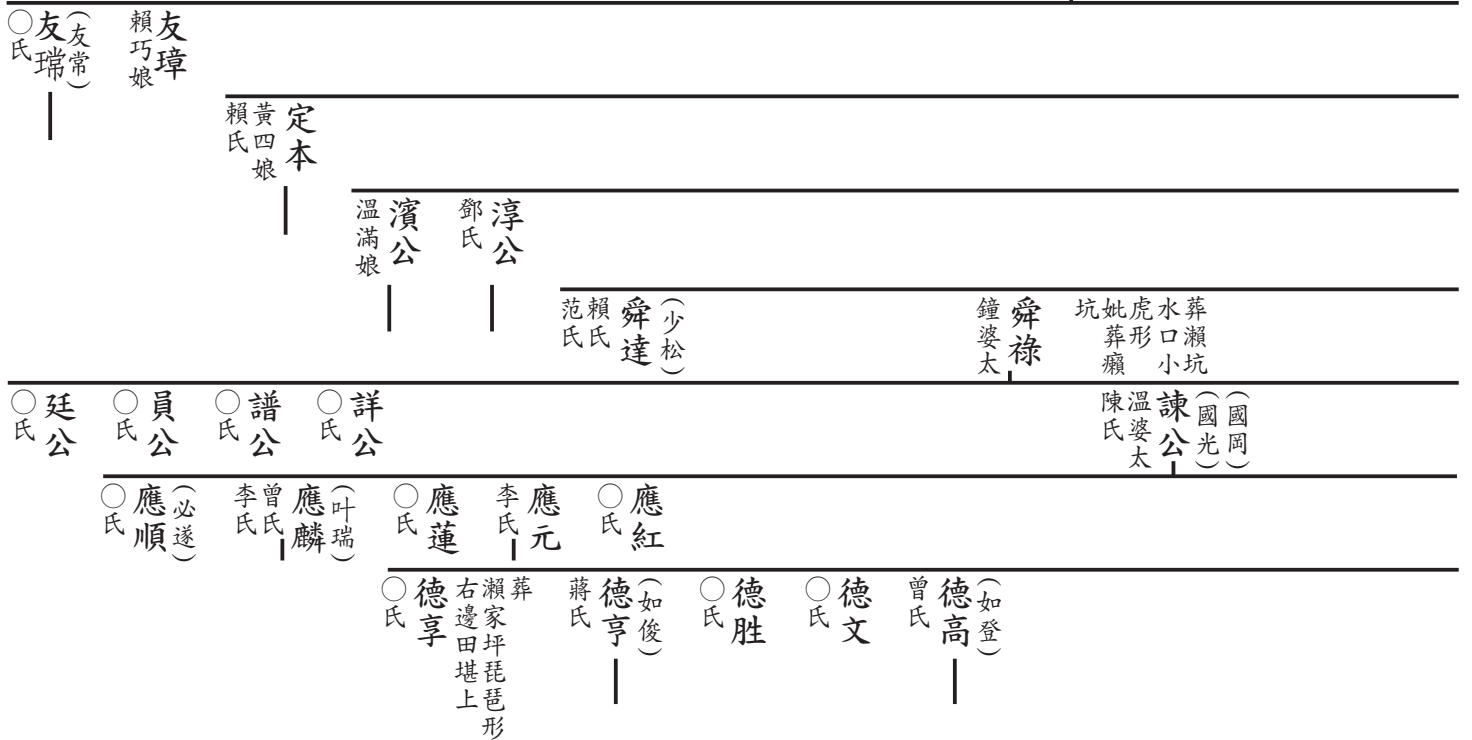 友璋
賴巧娘
(友常)
友瑺
○氏
定本
黃四娘
賴氏
淳公
鄧氏
濱公
溫滿娘
葬瀨坑
水口小
虎形
妣葬癩
坑
舜祿
鐘婆太
(少松)
舜達
賴氏
范氏
(國岡)
(國光)
諫公
溫婆太
陳氏
詳公
○氏
譜公
○氏
員公
○氏
廷公
○氏
應紅
○氏
應元
李氏
應蓮
○氏
(叶瑞)
應麟
曾氏
李氏
(必遂)
應順
○氏
(如登)
德高
曾氏
德文
○氏
德胜
○氏
(如俊)
德亨
蔣氏
葬
瀨家坪琵琶形
右邊田堪上
德享
○氏